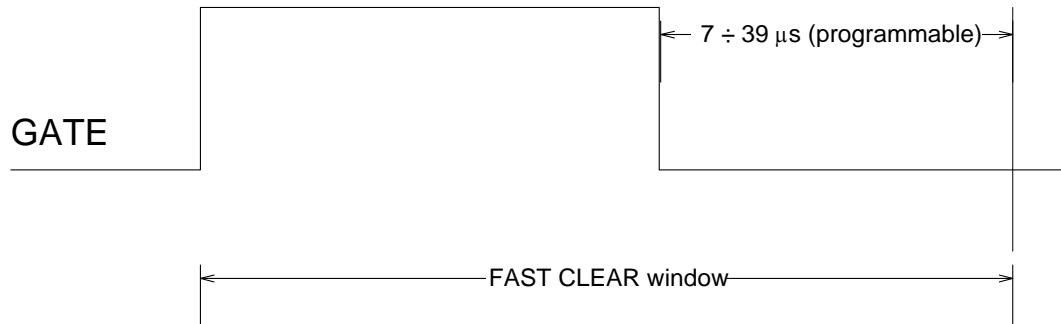 7 ÷ 39 μs (programmable)
GATE
FAST CLEAR window